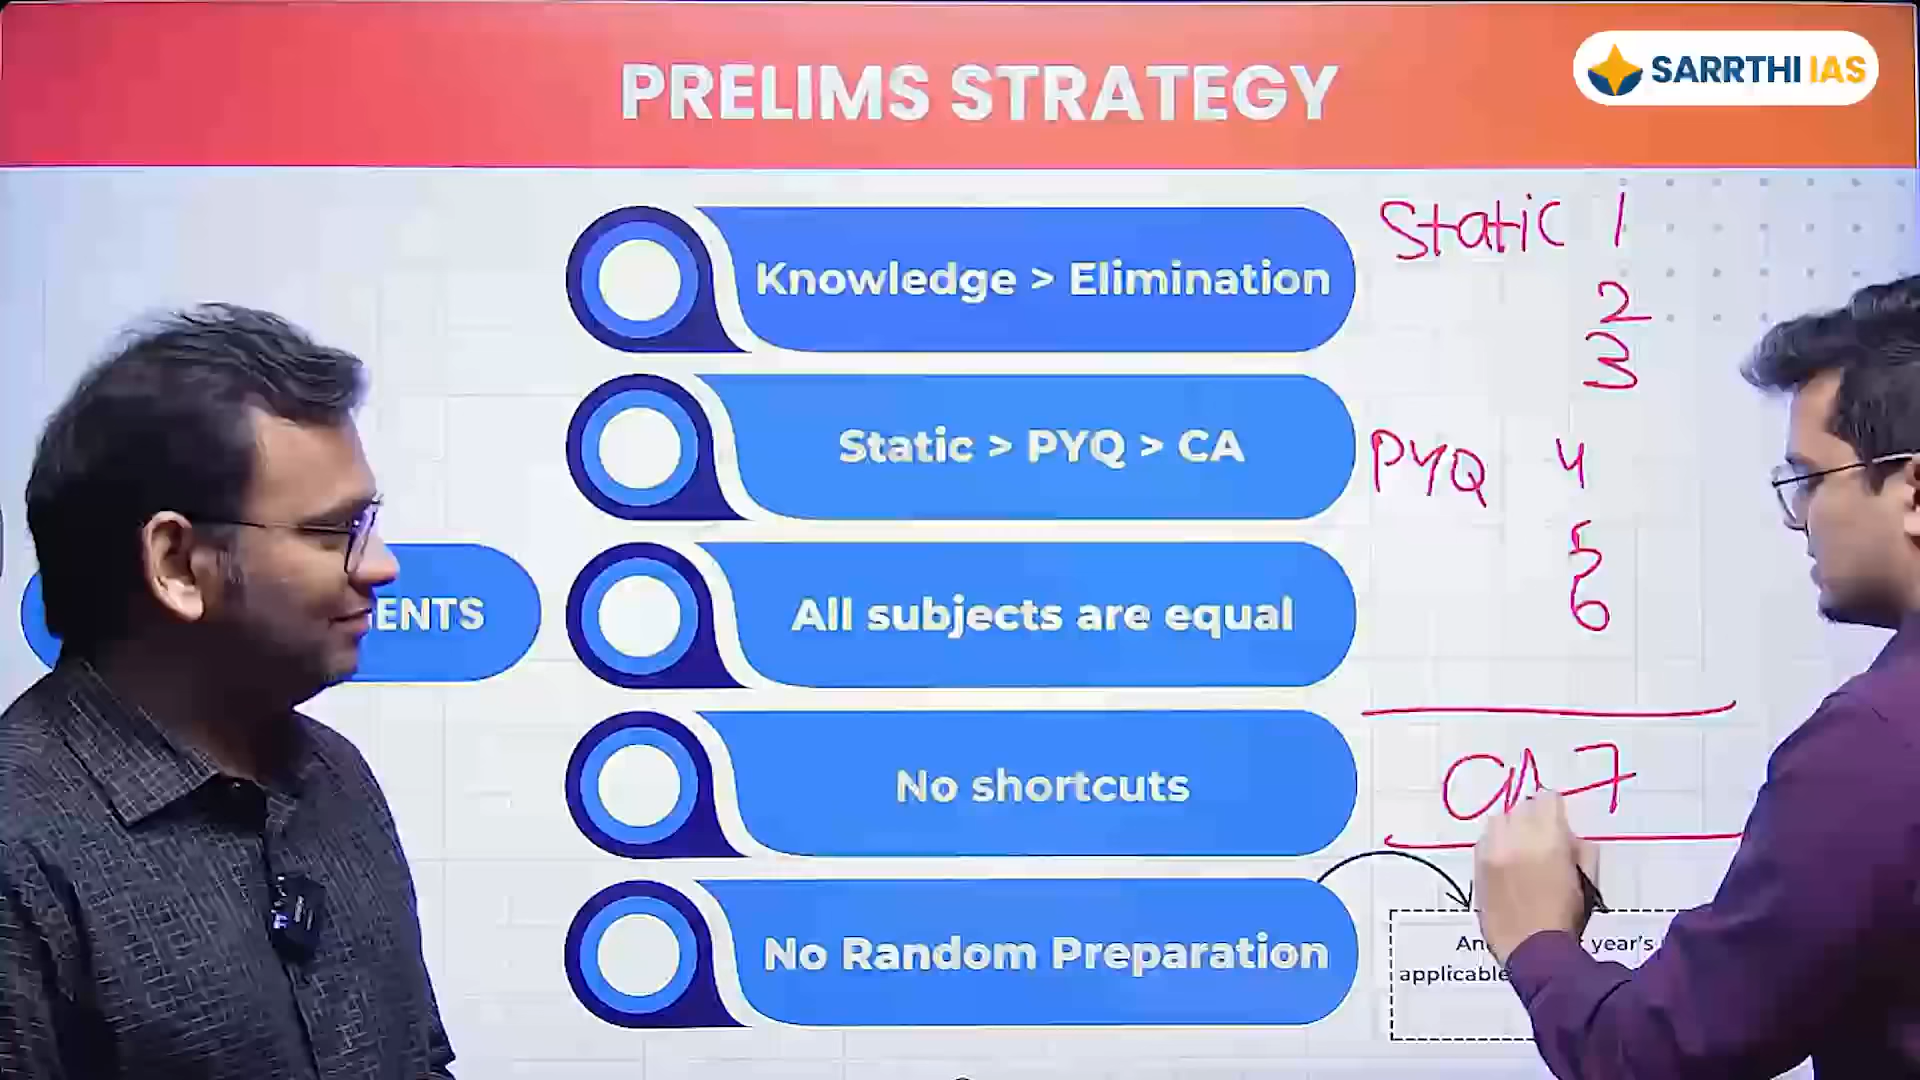 PRELIMS STRATEGY
SARRTHI IAS
Knowledge > Elimination
Static 1
2
3
Static > PYQ > CA
PYQ 4
5
6
ENTS
All subjects are equal
No shortcuts
CA 7
No Random Preparation
year's
applicable